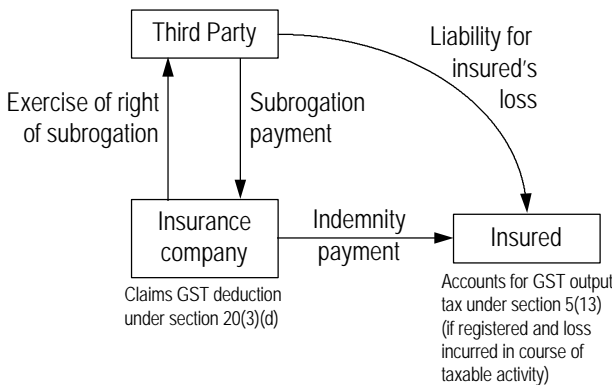 Third Party
Liability for
insured's
loss
Exercise of right
of subrogation
Subrogation
payment
Insurance
company
Indemnity
payment
Insured
Claims GST deduction
under section 20(3)(d)
Accounts for GST output
tax under section 5(13)
(if registered and loss
incurred in course of
taxable activity)